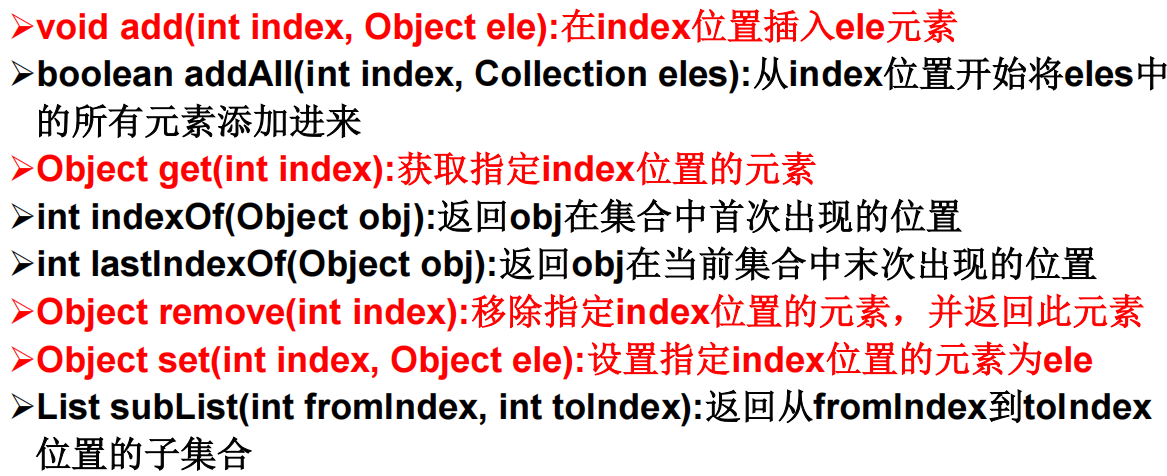 ➢void add(int index, Object ele):在index位置插入ele元素
➢boolean addAll(int index, Collection eles):从index位置开始将eles中
的所有元素添加进来
➢Object get(int index):获取指定index位置的元素
➢int indexOf(Object obj):返回obj在集合中首次出现的位置
➢int lastIndexOf(Object obj):返回obj在当前集合中末次出现的位置
➢Object remove(int index):移除指定index位置的元素，并返回此元素
➢Object set(int index, Object ele):设置指定index位置的元素为ele
➢List subList(int fromIndex, int toIndex):返回从fromIndex到toIndex
位置的子集合